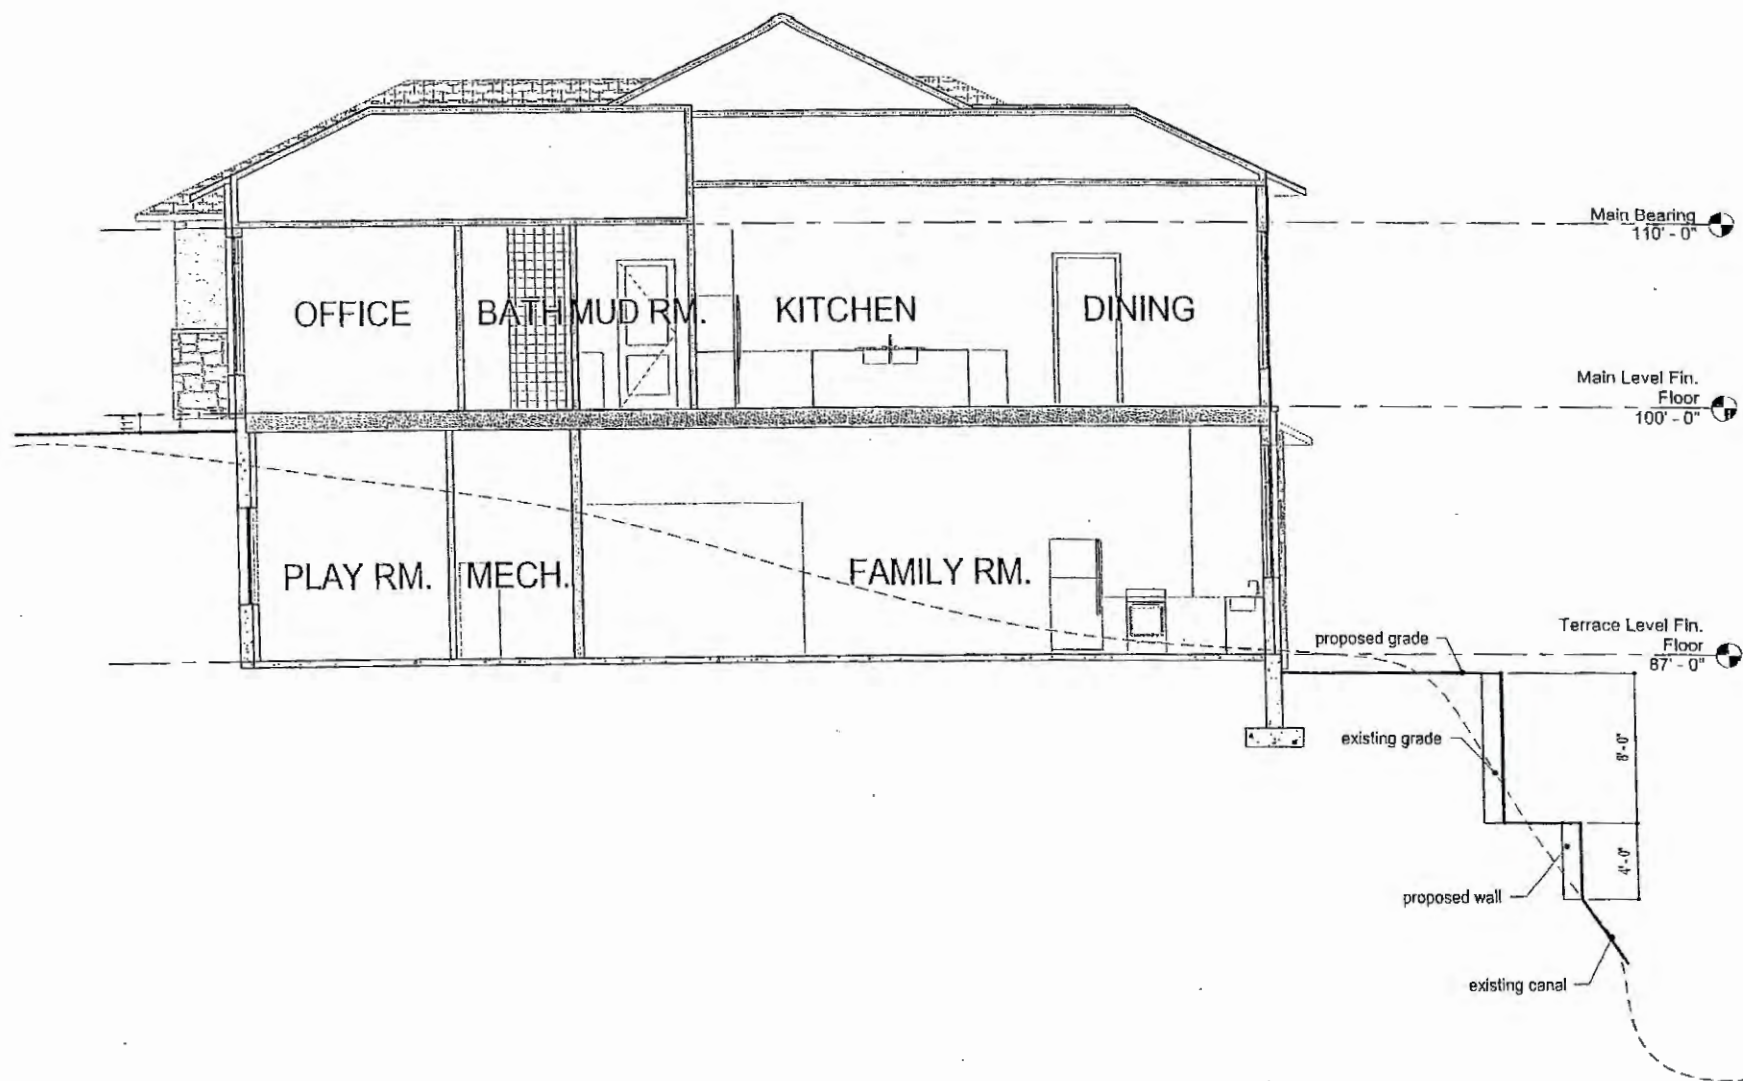 Main Bearing
110' - 0"
OFFICE
BATH
MUD RM.
KITCHEN
DINING
Main Level Fin.
Floor
100' - 0"
PLAY RM.
MECH.
FAMILY RM.
Terrace Level Fin.
Floor
87' - 0"
proposed grade
existing grade
8'-0"
4'-0"
proposed wall
existing canal